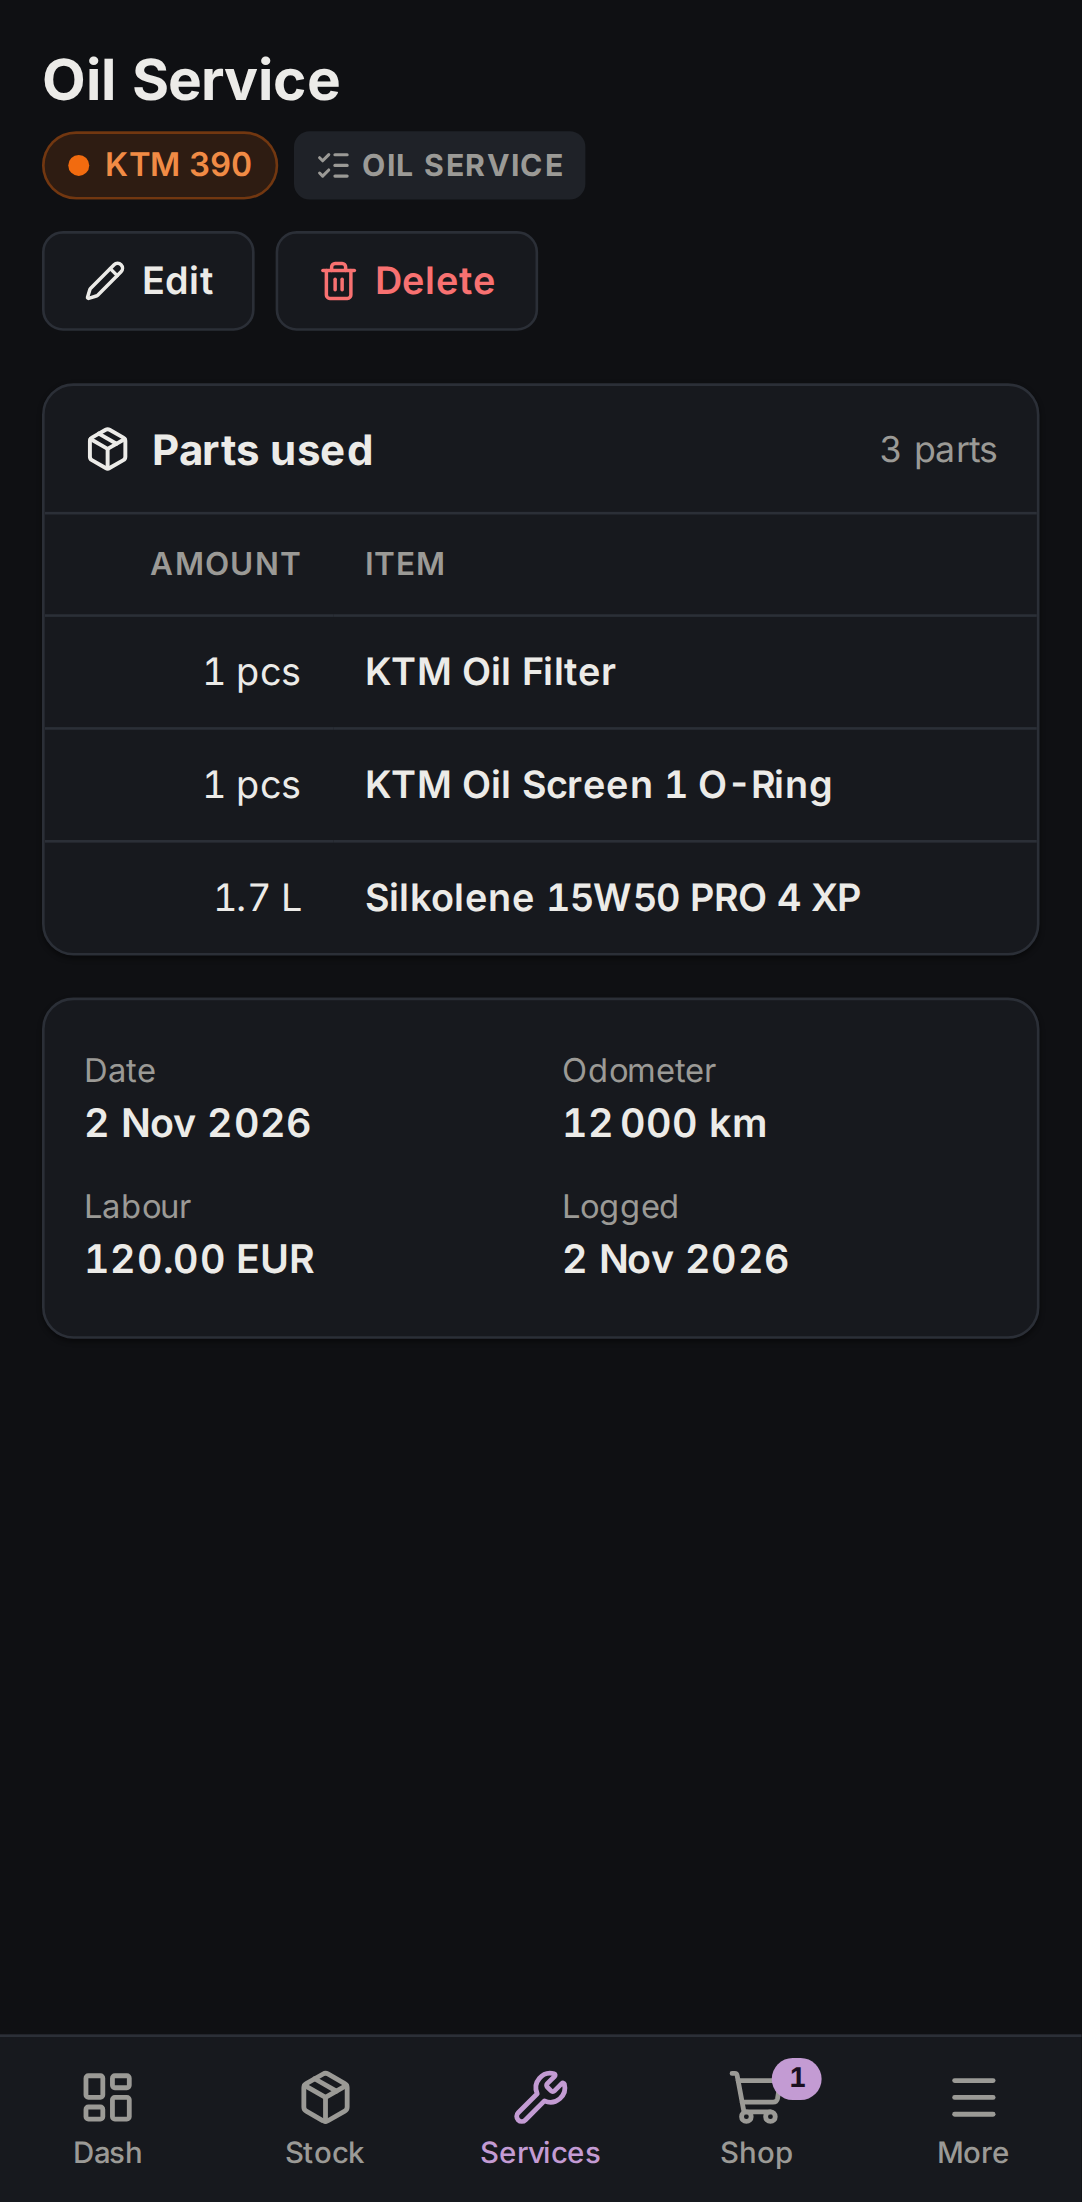 Oil Service
KTM 390 OIL SERVICE
Edit Delete
Parts used 3 parts
AMOUNT ITEM
1 pcs KTM Oil Filter
1 pcs KTM Oil Screen 1 O-Ring
1.7 L Silkolene 15W50 PRO 4 XP
Date Odometer
2 Nov 2026 12 000 km
Labour Logged
120.00 EUR 2 Nov 2026
1
Dash Stock Services Shop More